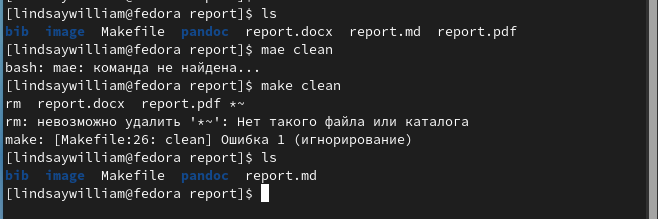 [lindsaywilliam@fedora report]$ ls
bib image Makefile pandoc report.docx report.md report.pdf
[lindsaywilliam@fedora report]$ mae clean
bash: mae: команда не найдена...
[lindsaywilliam@fedora report]$ make clean
rm  report.docx  report.pdf *~
rm: невозможно удалить '*~': Нет такого файла или каталога
make: [Makefile:26: clean] Ошибка 1 (игнорирование)
[lindsaywilliam@fedora report]$ ls
bib image Makefile pandoc report.md
[lindsaywilliam@fedora report]$